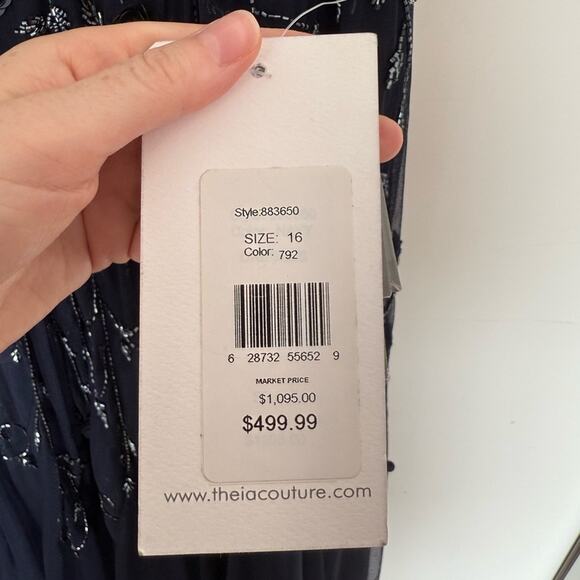 Style:883650
SIZE: 16
Color: 792
6 28732 55652 9
MARKET PRICE
$1,095.00
$499.99
www.theiacouture.com